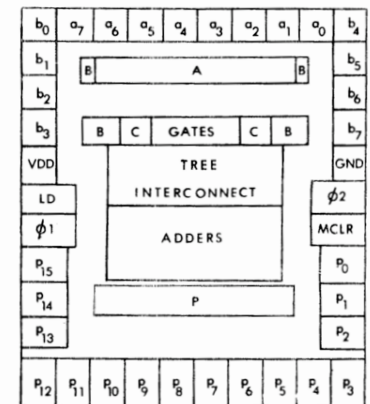 b₀ a₇ a₆ a₅ a₄ a₃ a₂ a₁ a₀ b₄
b₁ B A B b₅
b₂ b₆
b₃ B C GATES C B b₇
VDD TREE GND
LD INTERCONNECT ϕ2
ϕ1 ADDERS MCLR
P₁₅ P₀
P₁₄ P P₁
P₁₃ P₂
P₁₂ P₁₁ P₁₀ P₉ P₈ P₇ P₆ P₅ P₄ P₃